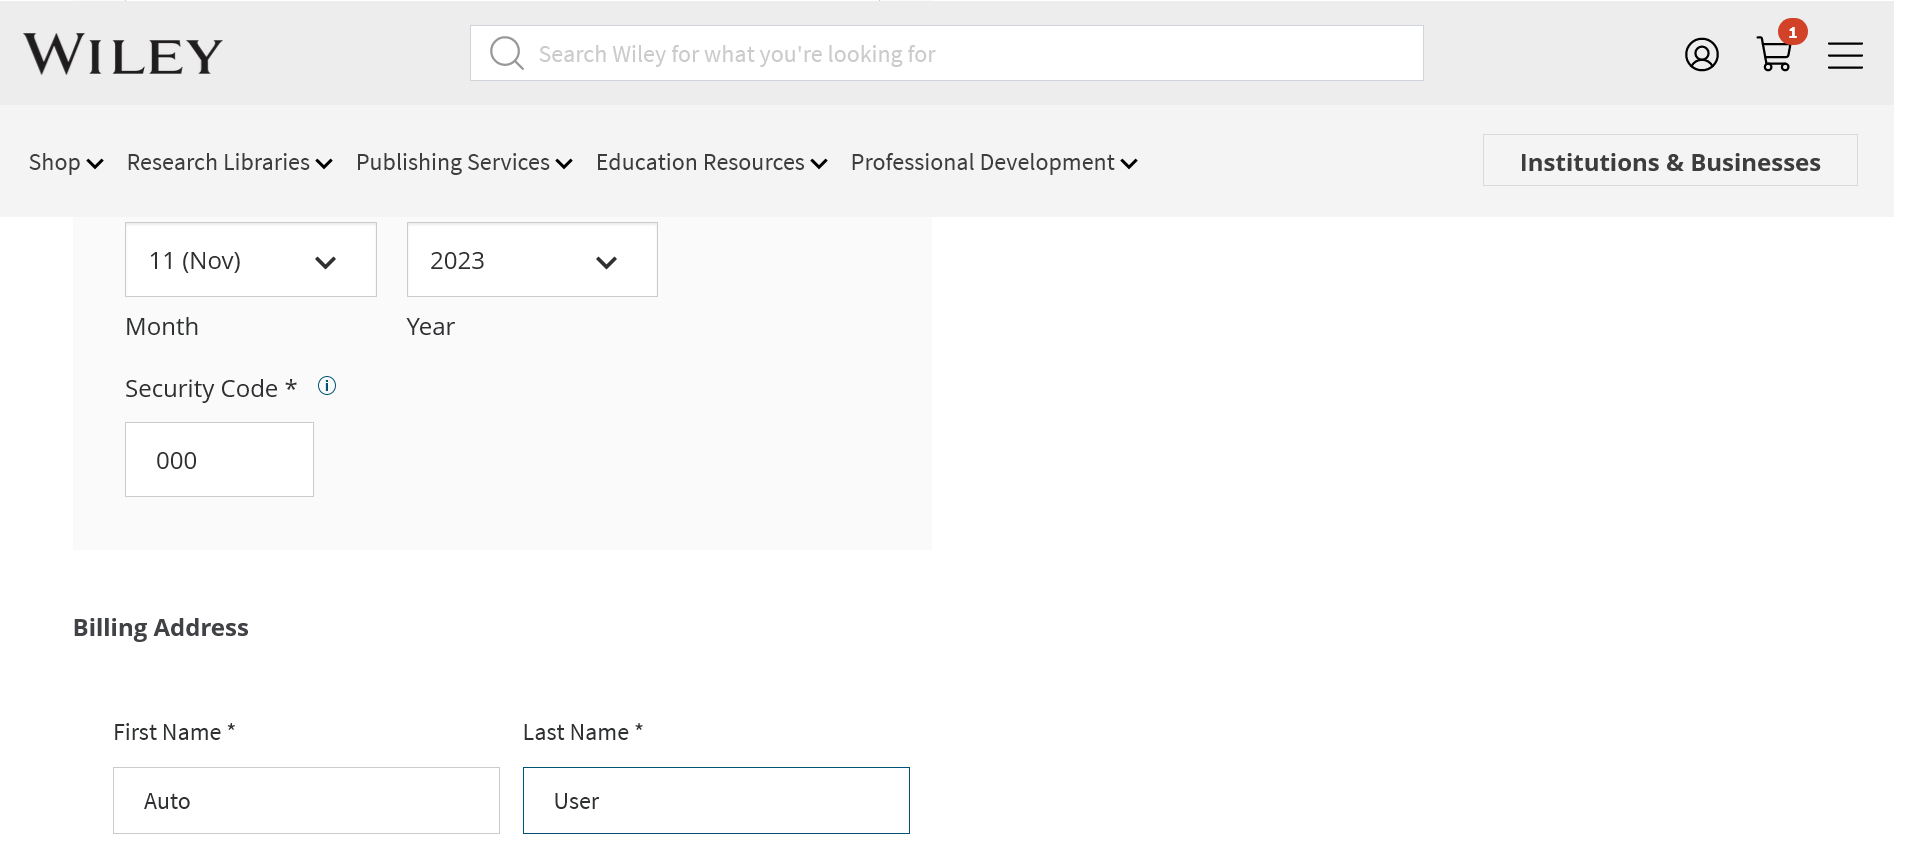 WILEY
Search Wiley for what you're looking for
1
Shop Research Libraries Publishing Services Education Resources Professional Development Institutions & Businesses
11 (Nov) 2023
Month Year
Security Code * i
000
Billing Address
First Name * Last Name *
Auto User